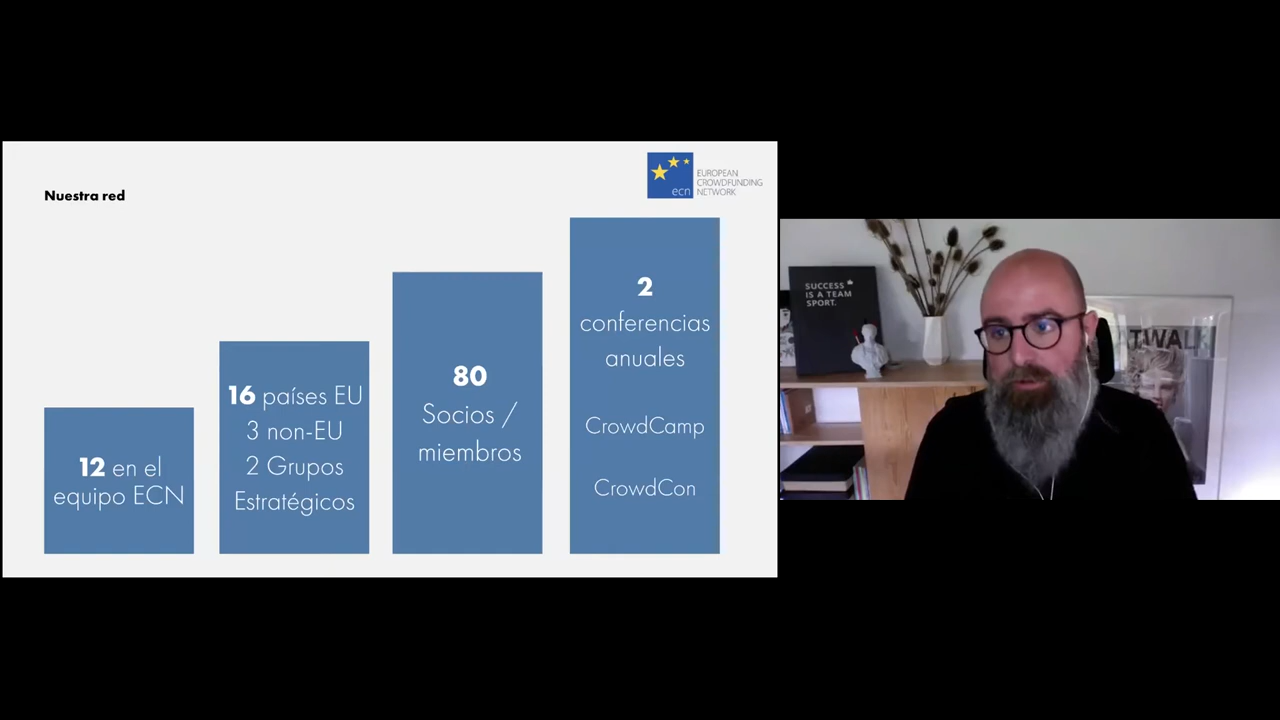 Nuestra red
ecn
EUROPEAN
CROWDFUNDING
NETWORK
12 en el
equipo ECN
16 países EU
3 non-EU
2 Grupos
Estratégicos
80
Socios /
miembros
2
conferencias
anuales
CrowdCamp
CrowdCon
SUCCESS
IS A TEAM
SPORT.
ATWALK